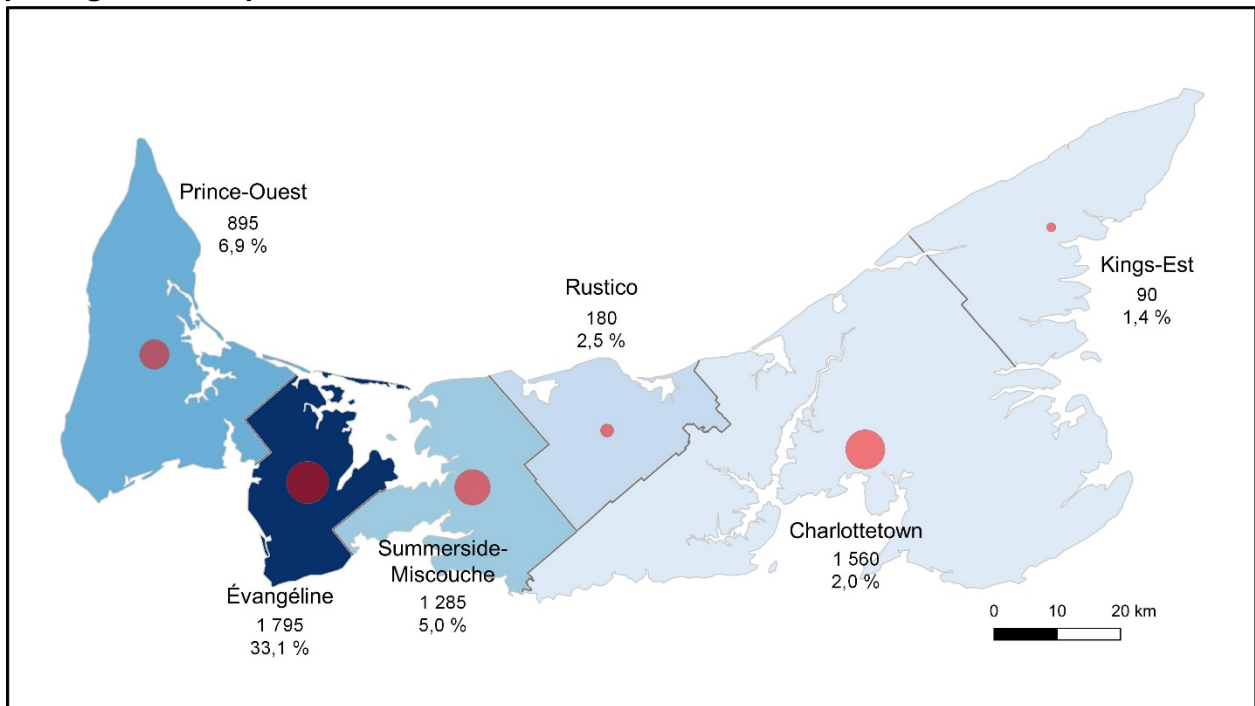 Prince-Ouest
895
6,9 %
Rustico
180
2,5 %
Kings-Est
90
1,4 %
Charlottetown
1 560
2,0 %
Summerside-
Miscouche
1 285
5,0 %
Évangéline
1 795
33,1 %
0 10 20 km